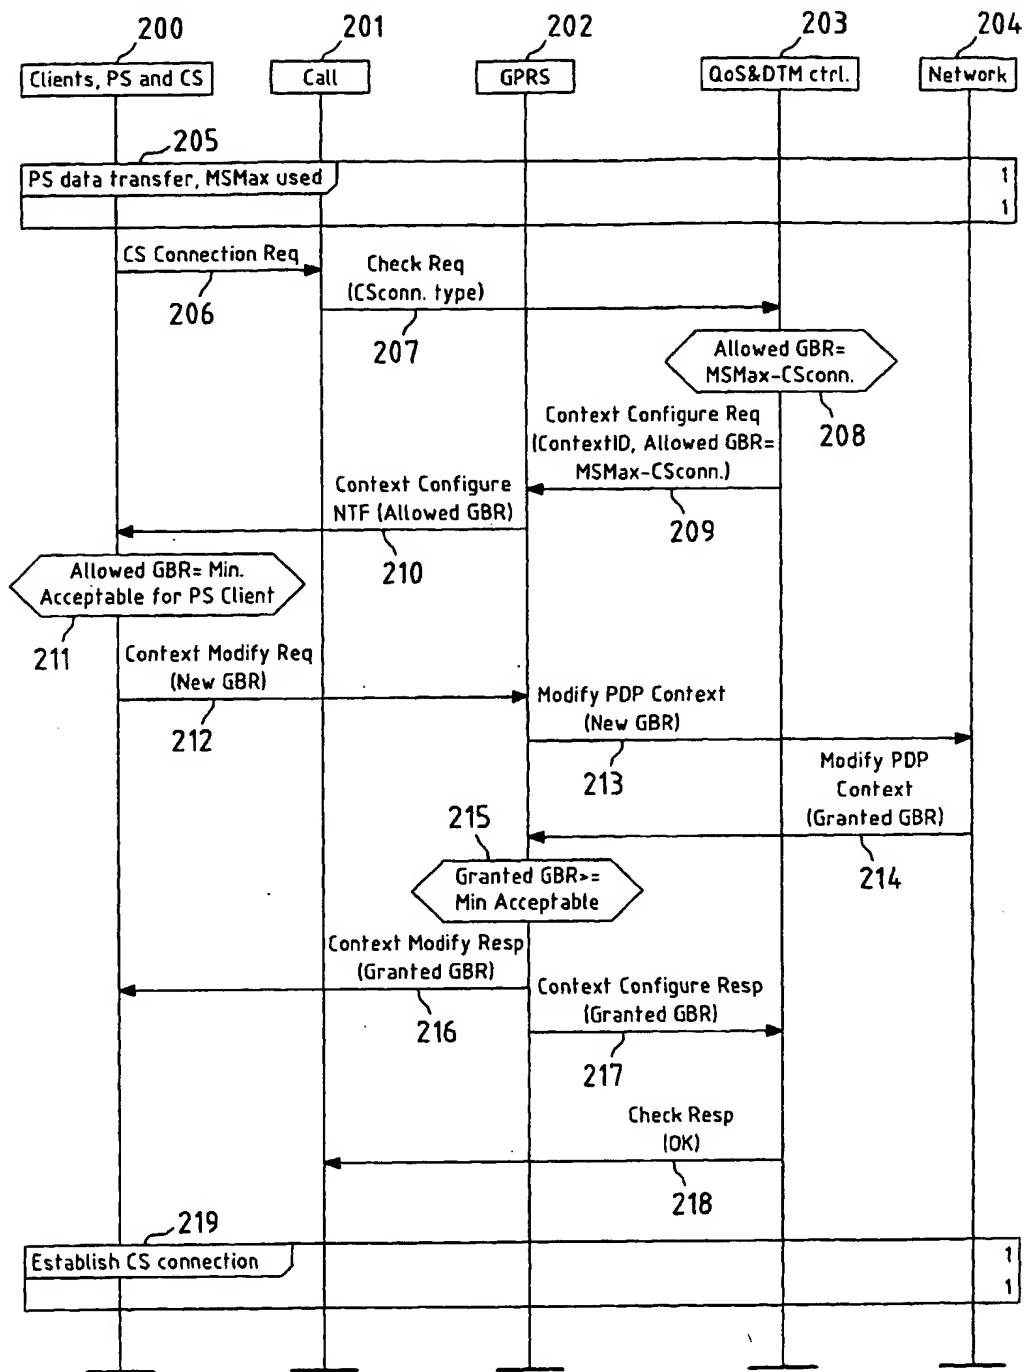 200
201
202
203
204
Clients, PS and CS
Call
GPRS
QoS&DTM ctrl.
Network
205
PS data transfer, MSMax used
1
1
CS Connection Req
206
Check Req
(CSconn. type)
207
Allowed GBR=
MSMax-CSconn.
208
Context Configure Req
(ContextID, Allowed GBR=
MSMax-CSconn.)
209
Context Configure
NTF (Allowed GBR)
210
Allowed GBR= Min.
Acceptable for PS Client
211
Context Modify Req
(New GBR)
212
Modify PDP Context
(New GBR)
213
Modify PDP
Context
(Granted GBR)
214
215
Granted GBR>=
Min Acceptable
Context Modify Resp
(Granted GBR)
216
Context Configure Resp
(Granted GBR)
217
Check Resp
(OK)
218
219
Establish CS connection
1
1